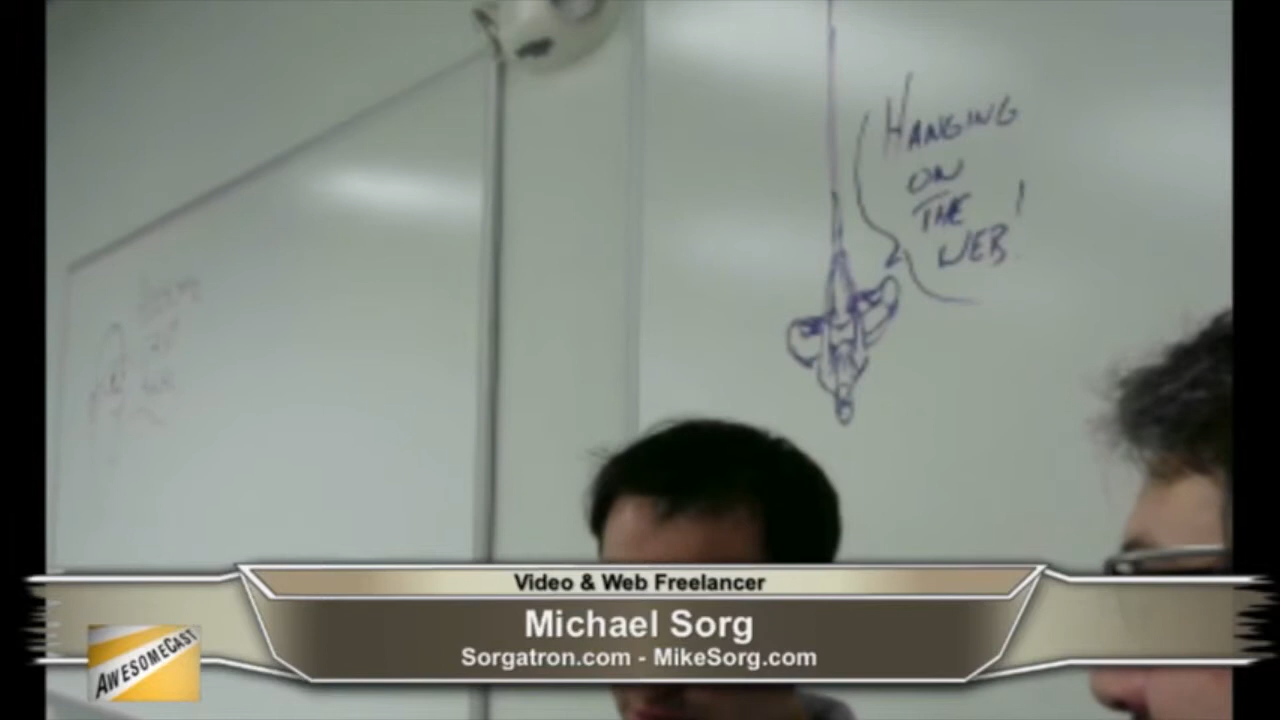 HANGING
ON
THE
WEB!
Video & Web Freelancer
Michael Sorg
Sorgatron.com - MikeSorg.com
AWESOMECAST